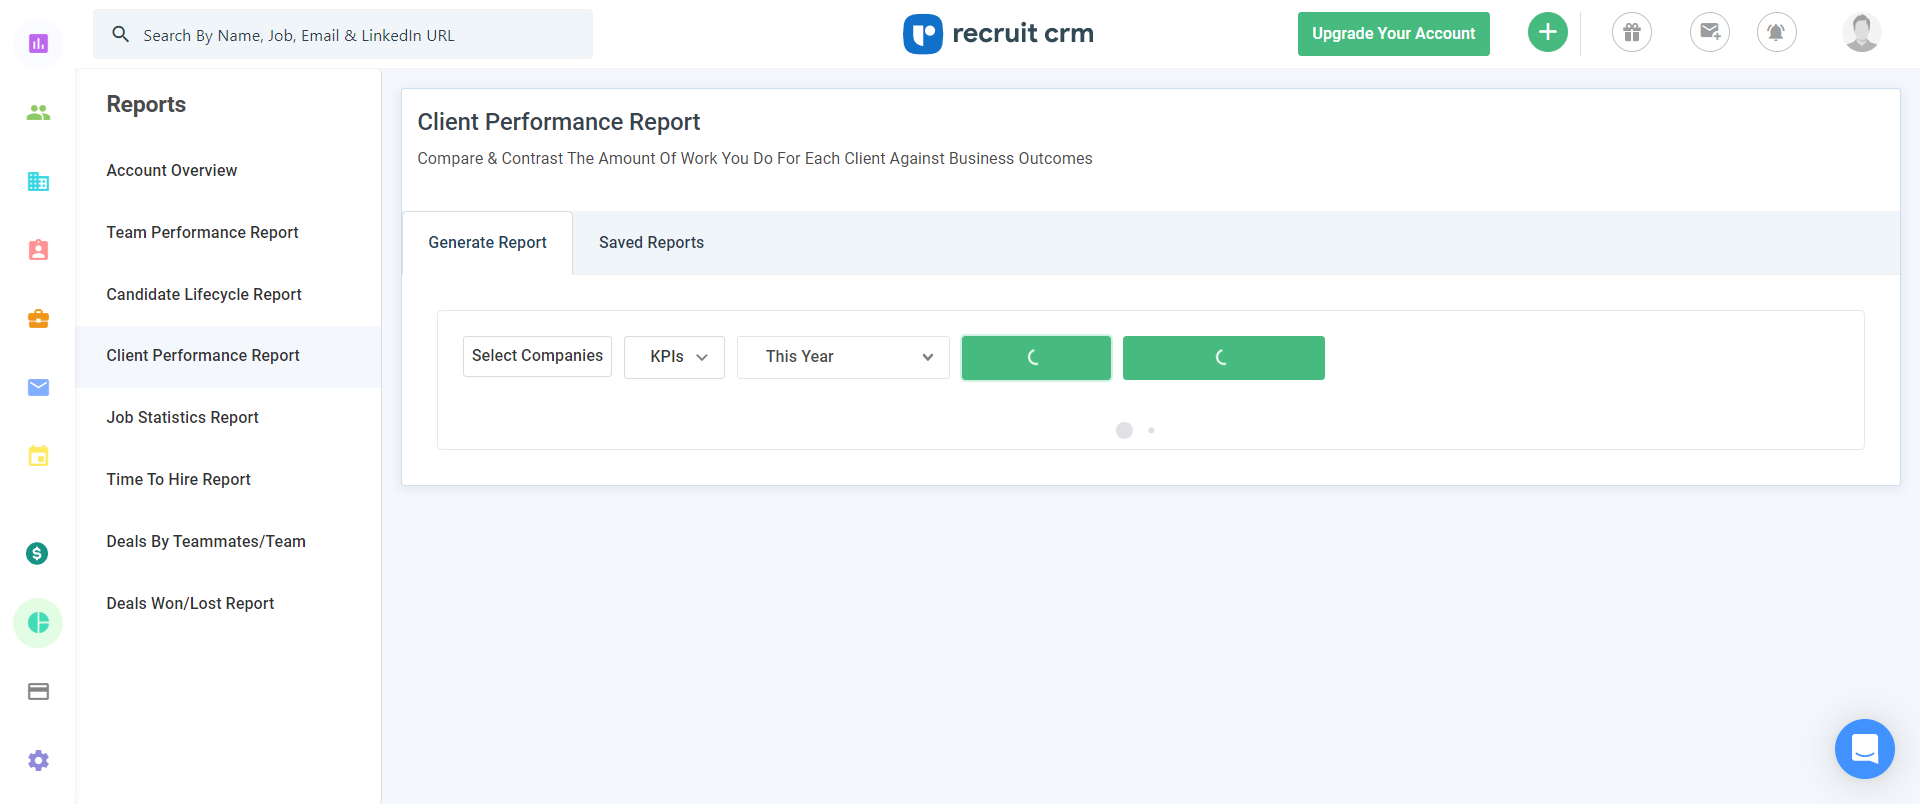 Search By Name, Job, Email & LinkedIn URL
recruit crm
Upgrade Your Account
Reports
Account Overview
Team Performance Report
Candidate Lifecycle Report
Client Performance Report
Job Statistics Report
Time To Hire Report
Deals By Teammates/Team
Deals Won/Lost Report
Client Performance Report
Compare & Contrast The Amount Of Work You Do For Each Client Against Business Outcomes
Generate Report
Saved Reports
Select Companies
KPIs
This Year